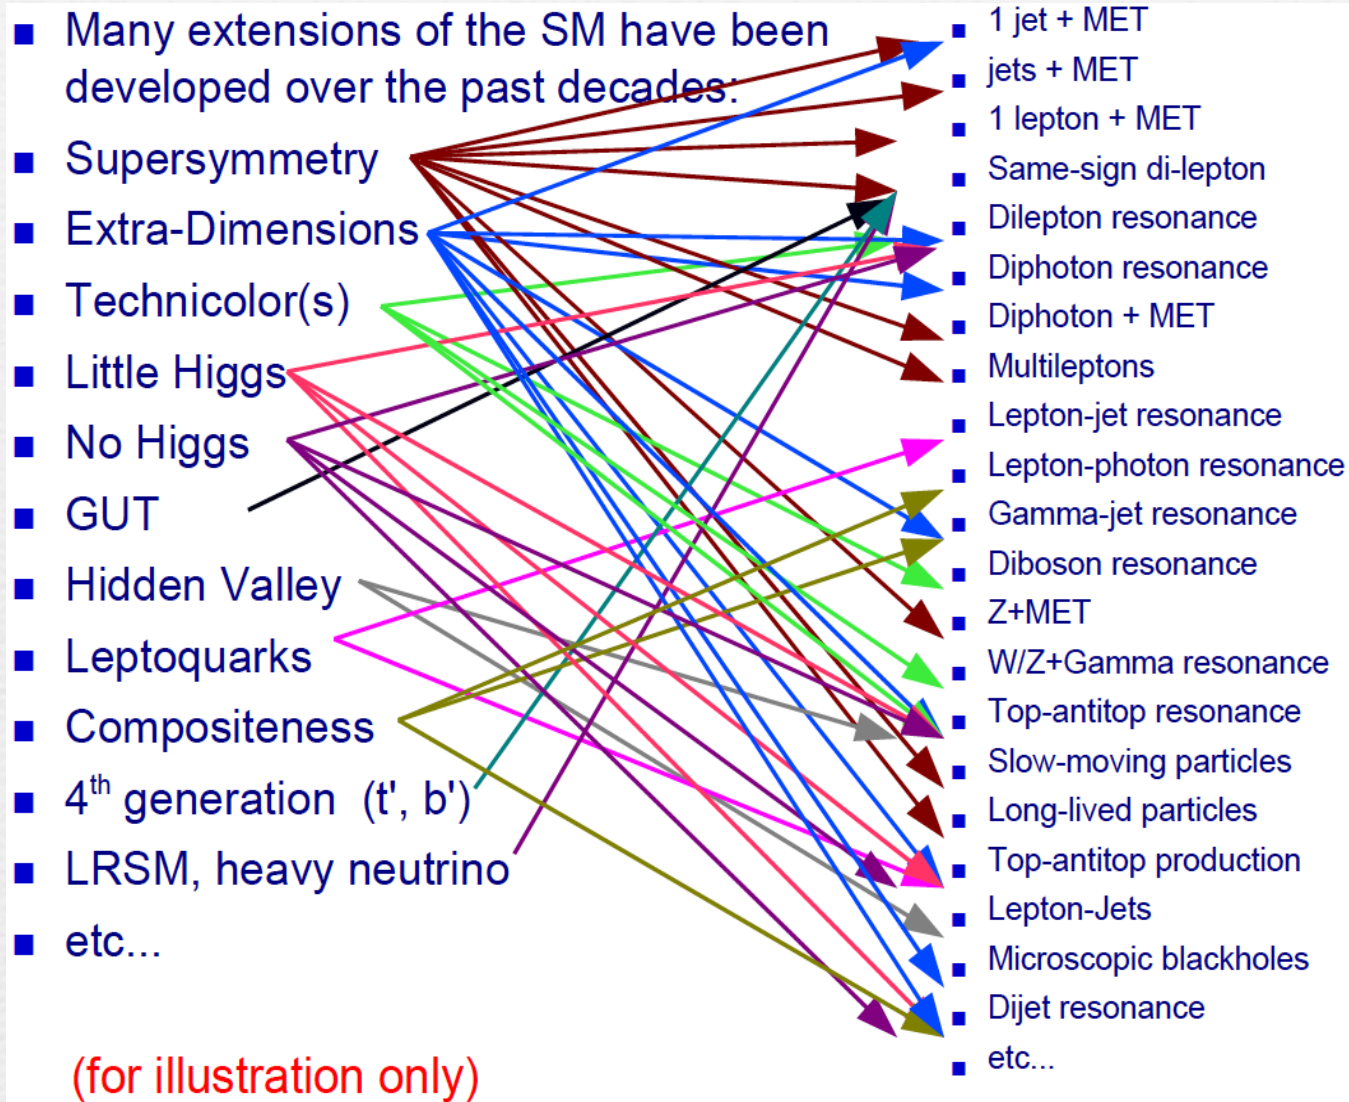 Many extensions of the SM have been
developed over the past decades:
Supersymmetry
Extra-Dimensions
Technicolor(s)
Little Higgs
No Higgs
GUT
Hidden Valley
Leptoquarks
Compositeness
4th generation (t', b')
LRSM, heavy neutrino
etc...
(for illustration only)
1 jet + MET
jets + MET
1 lepton + MET
Same-sign di-lepton
Dilepton resonance
Diphoton resonance
Diphoton + MET
Multileptons
Lepton-jet resonance
Lepton-photon resonance
Gamma-jet resonance
Diboson resonance
Z+MET
W/Z+Gamma resonance
Top-antitop resonance
Slow-moving particles
Long-lived particles
Top-antitop production
Lepton-Jets
Microscopic blackholes
Dijet resonance
etc...